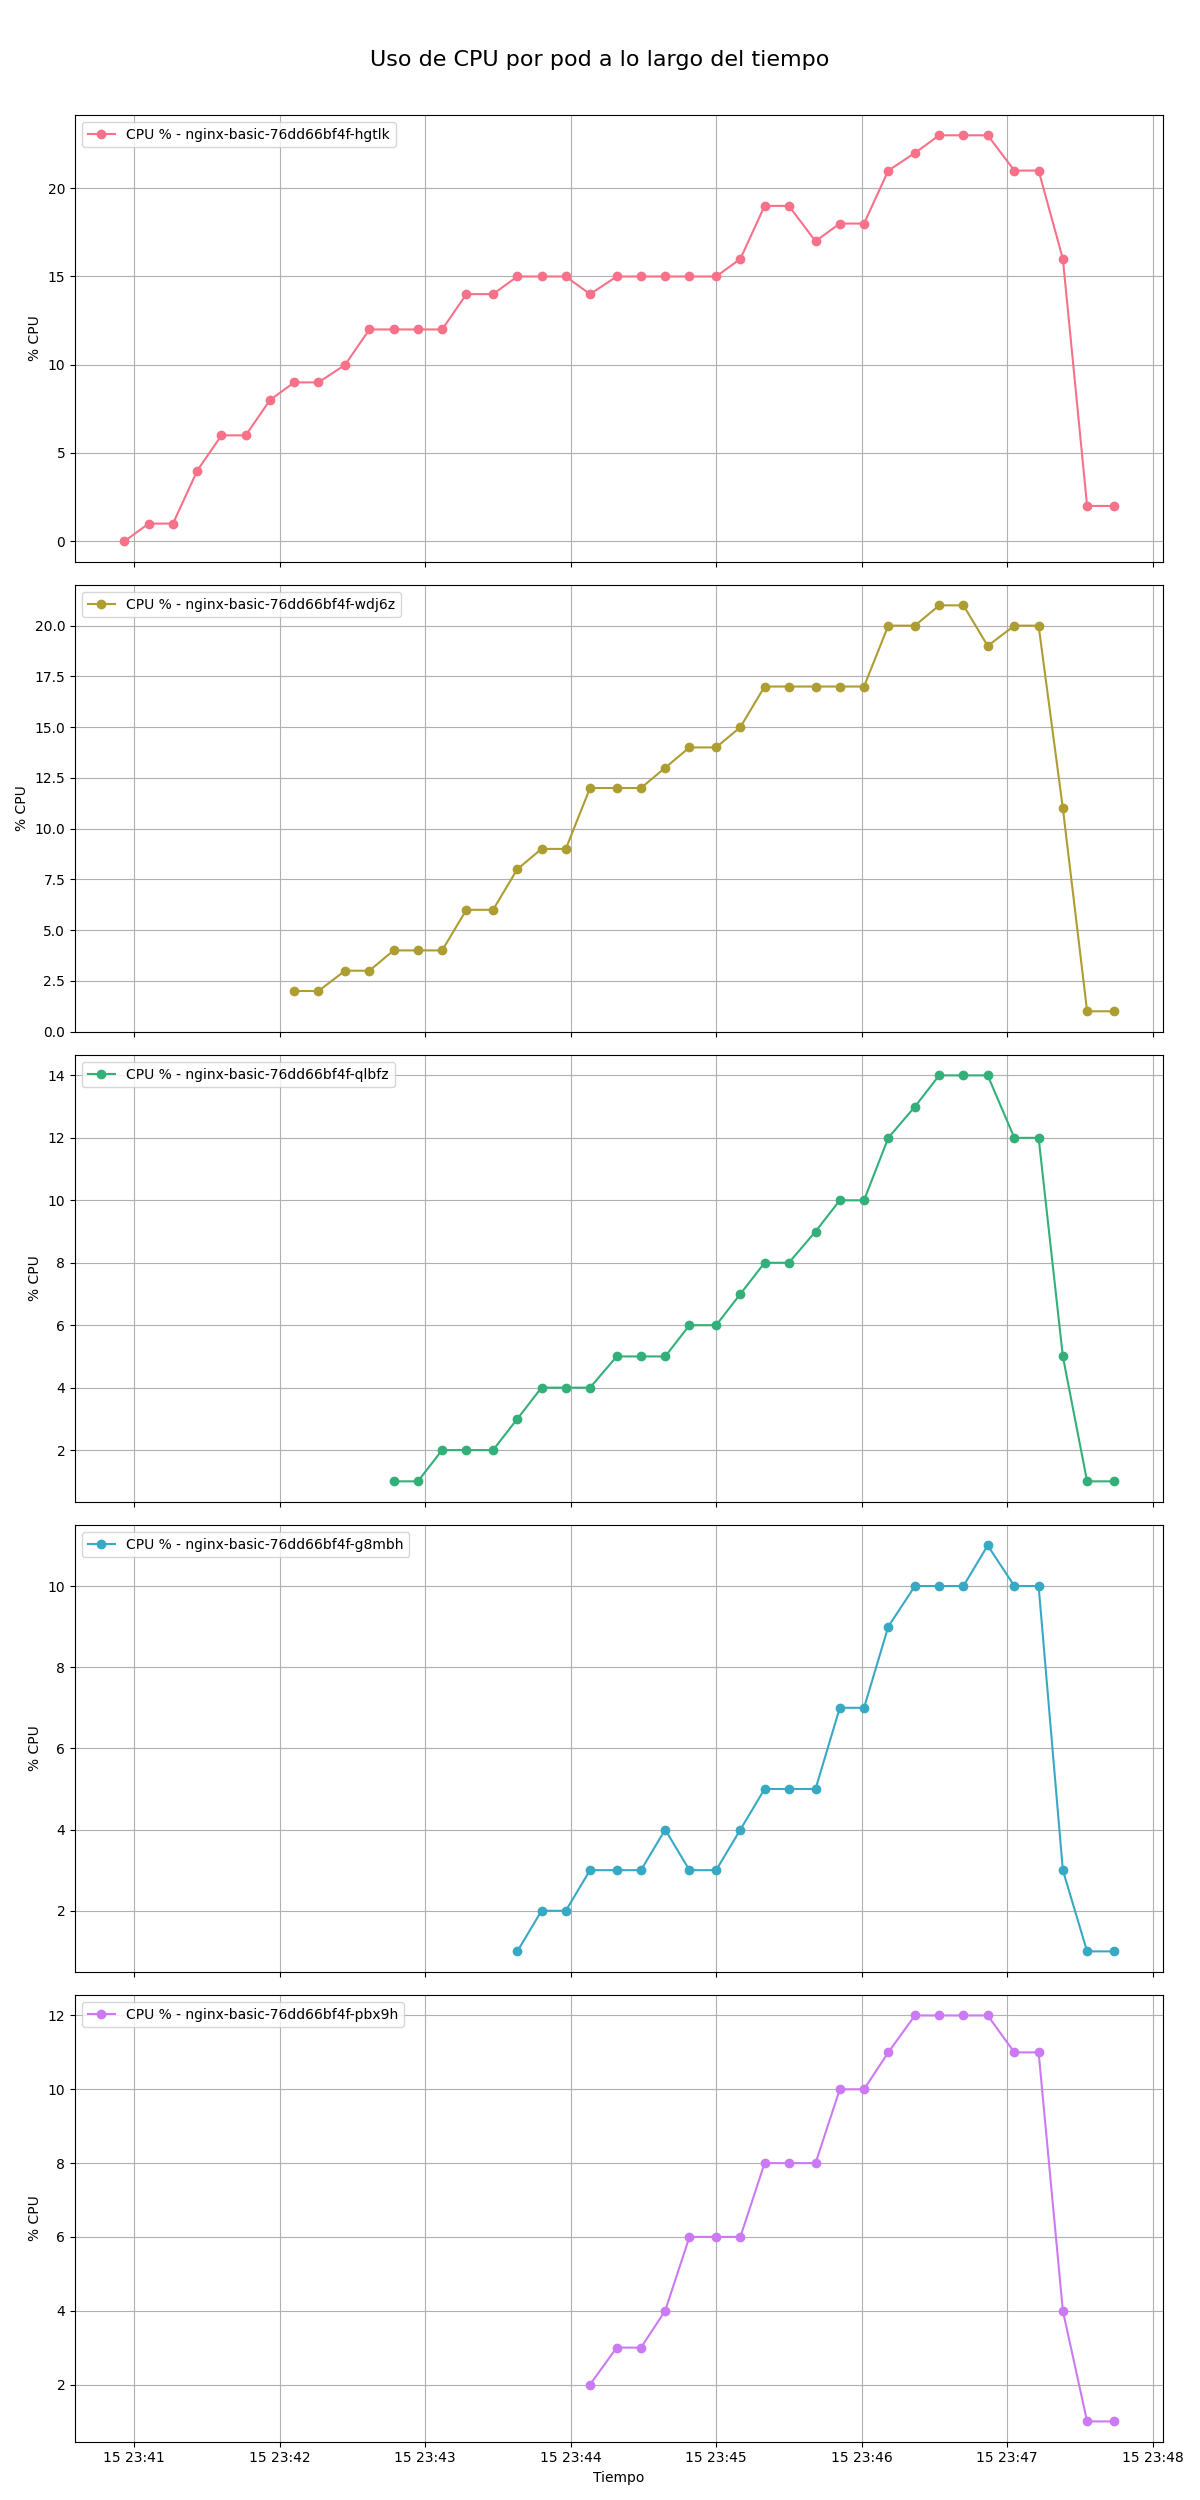 Uso de CPU por pod a lo largo del tiempo
CPU % - nginx-basic-76dd66bf4f-hgtlk
20
15
10
5
0
% CPU
CPU % - nginx-basic-76dd66bf4f-wdj6z
20.0
17.5
15.0
12.5
10.0
7.5
5.0
2.5
0.0
% CPU
CPU % - nginx-basic-76dd66bf4f-qlbfz
14
12
10
8
6
4
2
% CPU
CPU % - nginx-basic-76dd66bf4f-g8mbh
10
8
6
4
2
% CPU
CPU % - nginx-basic-76dd66bf4f-pbx9h
12
10
8
6
4
2
% CPU
15 23:41 15 23:42 15 23:43 15 23:44 15 23:45 15 23:46 15 23:47 15 23:48
Tiempo